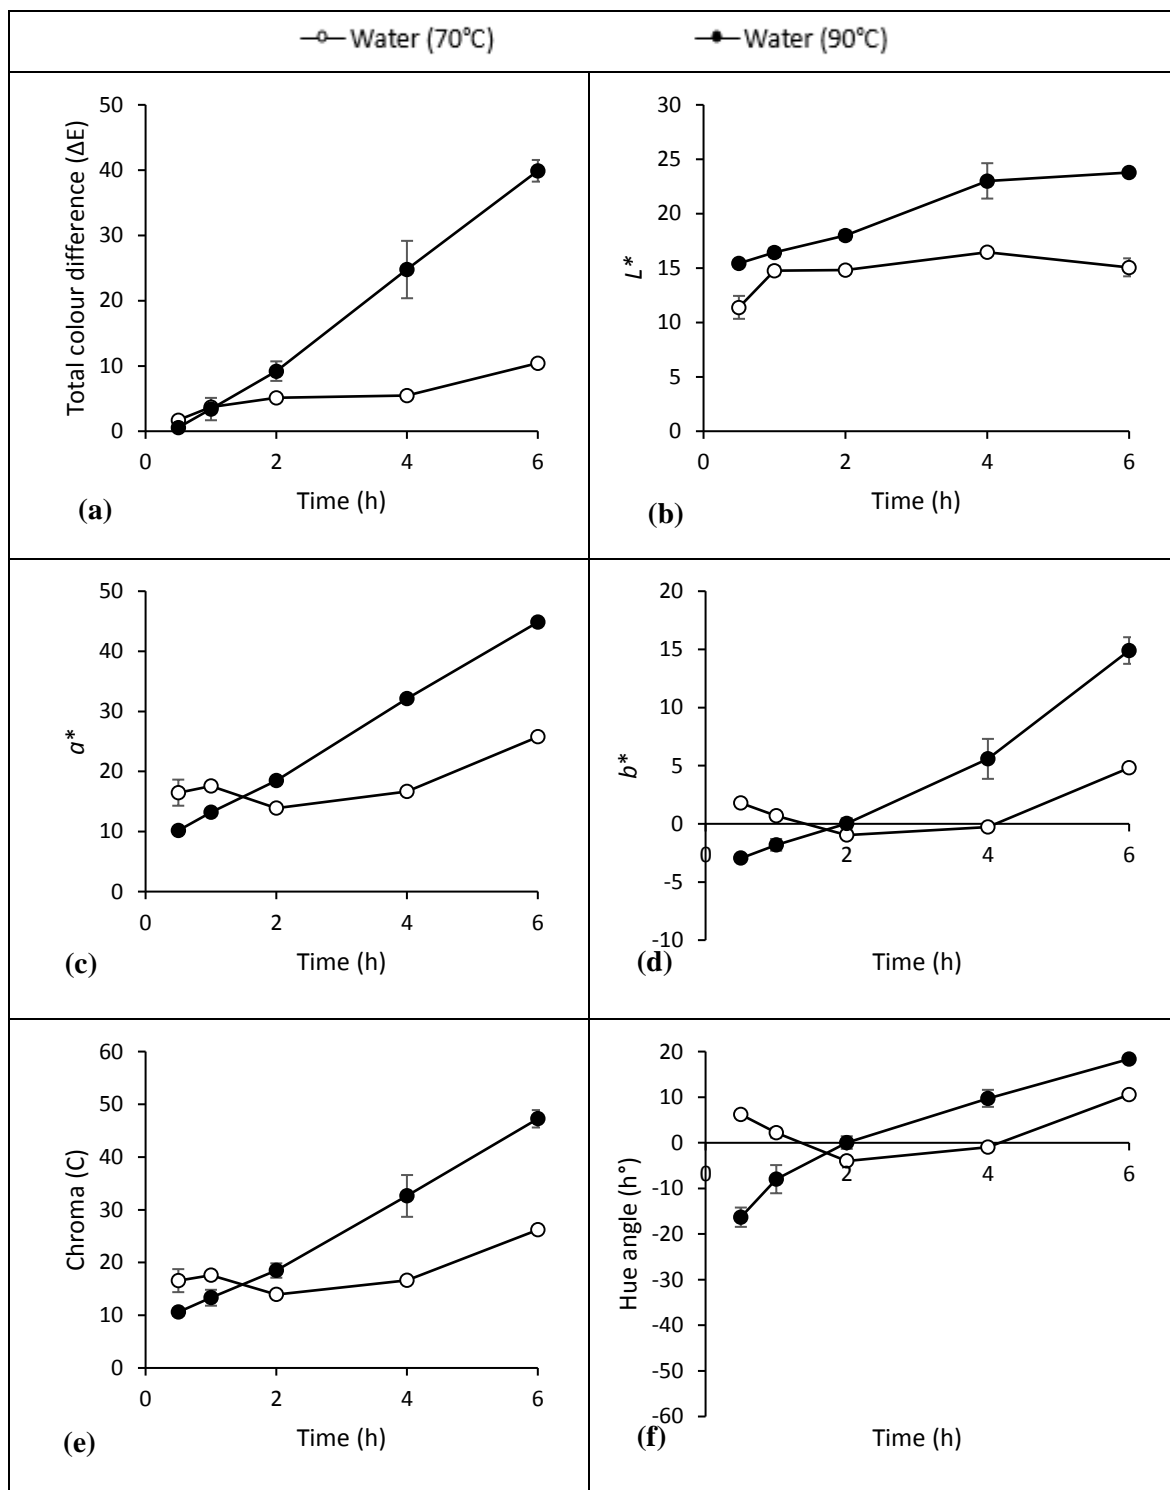 Water (70°C) Water (90°C)
Total colour difference (ΔE)
50
40
30
20
10
0
0 2 4 6
Time (h)
(a)
L*
30
25
20
15
10
5
0
0 2 4 6
Time (h)
(b)
a*
50
40
30
20
10
0
0 2 4 6
Time (h)
(c)
b*
20
15
10
5
0
-5
-10
0 2 4 6
Time (h)
(d)
Chroma (C)
60
50
40
30
20
10
0
0 2 4 6
Time (h)
(e)
Hue angle (h°)
20
10
0
-10
-20
-30
-40
-50
-60
0 2 4 6
Time (h)
(f)